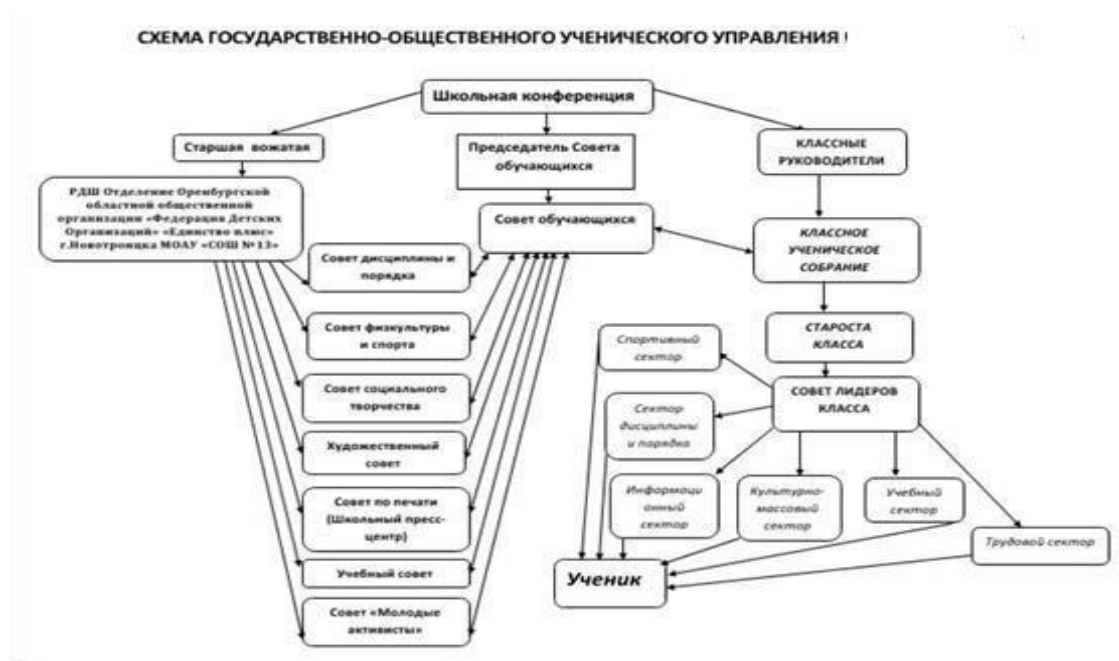 СХЕМА ГОСУДАРСТВЕННО-ОБЩЕСТВЕННОГО УЧЕНИЧЕСКОГО УПРАВЛЕНИЯ
Школьная конференция
Старшая вожатая
Председатель Совета
обучающихся
КЛАССНЫЕ
РУКОВОДИТЕЛИ
РДШ Отделение Оренбургской
областной общественной
организации «Федерация Детских
Организаций» «Единство плюс»
г.Новотроицка МОАУ «СОШ №13»
Совет обучающихся
КЛАССНОЕ
УЧЕНИЧЕСКОЕ
СОБРАНИЕ
Совет дисциплины и
порядка
Совет физкультуры
и спорта
Совет социального
творчества
Художественный
совет
Совет по печати
(Школьный пресс-
центр)
Учебный совет
Совет «Молодые
активисты»
СТАРОСТА
КЛАССА
СОВЕТ ЛИДЕРОВ
КЛАССА
Спортивный
сектор
Сектор
дисциплины
и порядка
Информаци
онный
сектор
Культурно-
массовый
сектор
Учебный
сектор
Трудовой сектор
Ученик